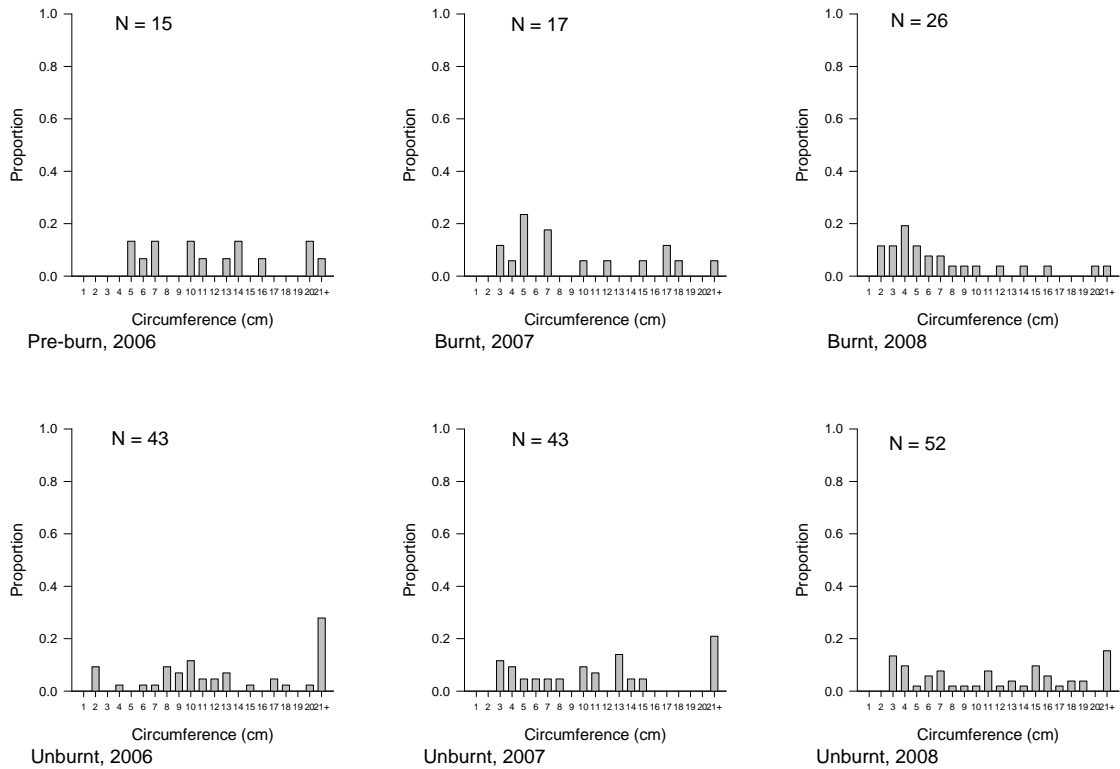 N = 15
1.0
0.8
0.6
0.4
0.2
0.0
Proportion
1 2 3 4 5 6 7 8 9 10 11 12 13 14 15 16 17 18 19 20 21+
Circumference (cm)
Pre-burn, 2006
N = 17
1.0
0.8
0.6
0.4
0.2
0.0
Proportion
1 2 3 4 5 6 7 8 9 10 11 12 13 14 15 16 17 18 19 20 21+
Circumference (cm)
Burnt, 2007
N = 26
1.0
0.8
0.6
0.4
0.2
0.0
Proportion
1 2 3 4 5 6 7 8 9 10 11 12 13 14 15 16 17 18 19 20 21+
Circumference (cm)
Burnt, 2008
N = 43
1.0
0.8
0.6
0.4
0.2
0.0
Proportion
1 2 3 4 5 6 7 8 9 10 11 12 13 14 15 16 17 18 19 20 21+
Circumference (cm)
Unburnt, 2006
N = 43
1.0
0.8
0.6
0.4
0.2
0.0
Proportion
1 2 3 4 5 6 7 8 9 10 11 12 13 14 15 16 17 18 19 20 21+
Circumference (cm)
Unburnt, 2007
N = 52
1.0
0.8
0.6
0.4
0.2
0.0
Proportion
1 2 3 4 5 6 7 8 9 10 11 12 13 14 15 16 17 18 19 20 21+
Circumference (cm)
Unburnt, 2008